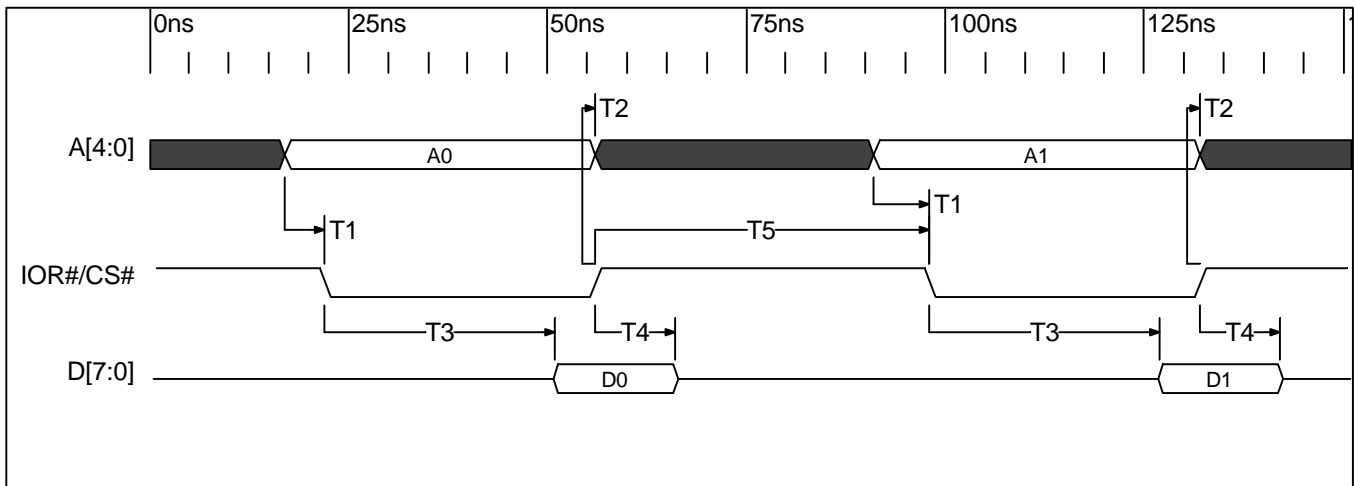 0ns 25ns 50ns 75ns 100ns 125ns
T2 T2
A[4:0] A0 A1
T1 T1
T5
IOR#/CS#
T3 T4 T3 T4
D[7:0] D0 D1